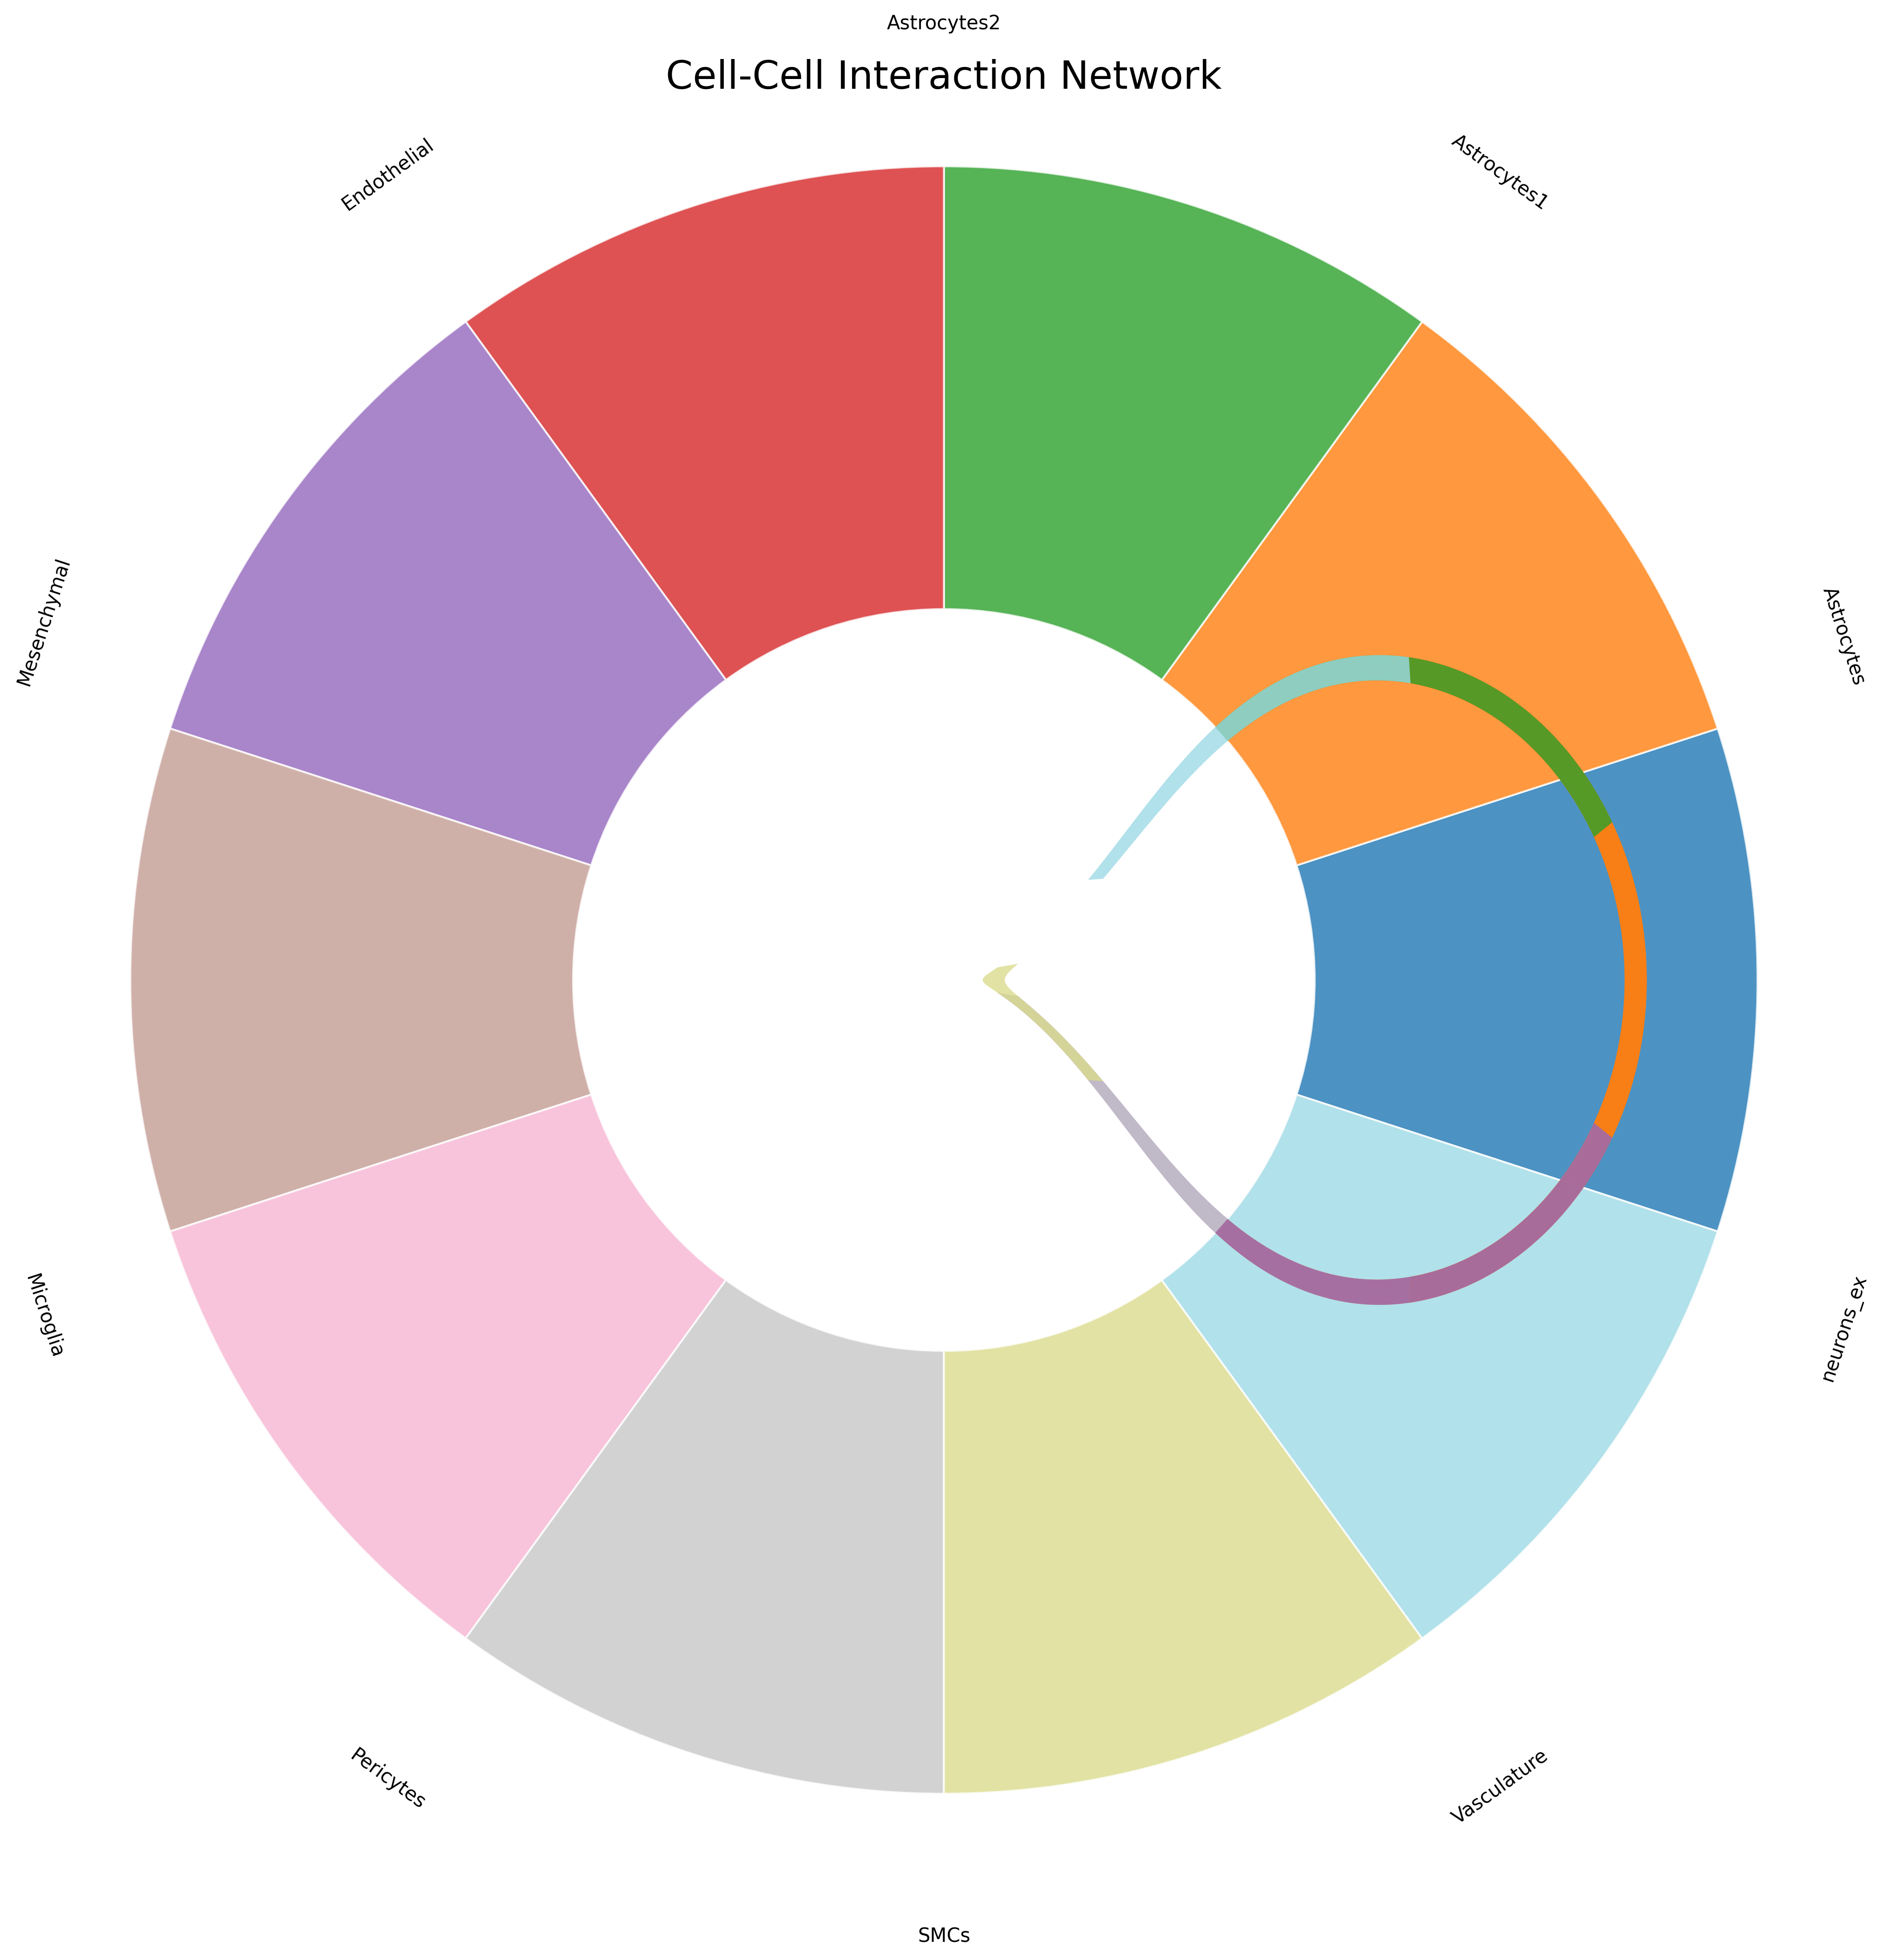 Astrocytes2
Cell-Cell Interaction Network
Endothelial
Astrocytes1
Mesenchymal
Astrocytes
Microglia
neurons_ex
Pericytes
Vasculature
SMCs